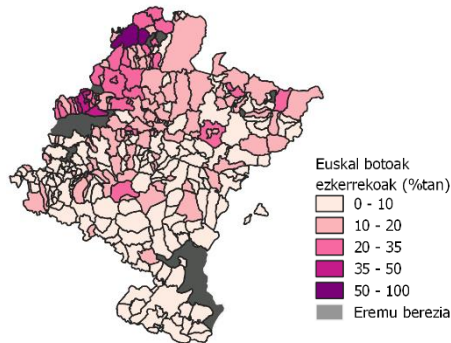 Euskal botoak
ezkerrekoak (%tan)
0 - 10
10 - 20
20 - 35
35 - 50
50 - 100
Eremu berezia